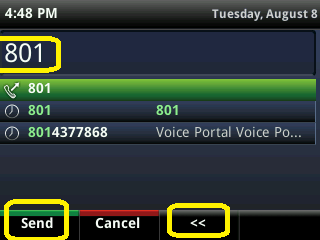 4:48 PM Tuesday, August 8
801
801
801 801
8014377868 Voice Portal Voice Po...
Send Cancel <<